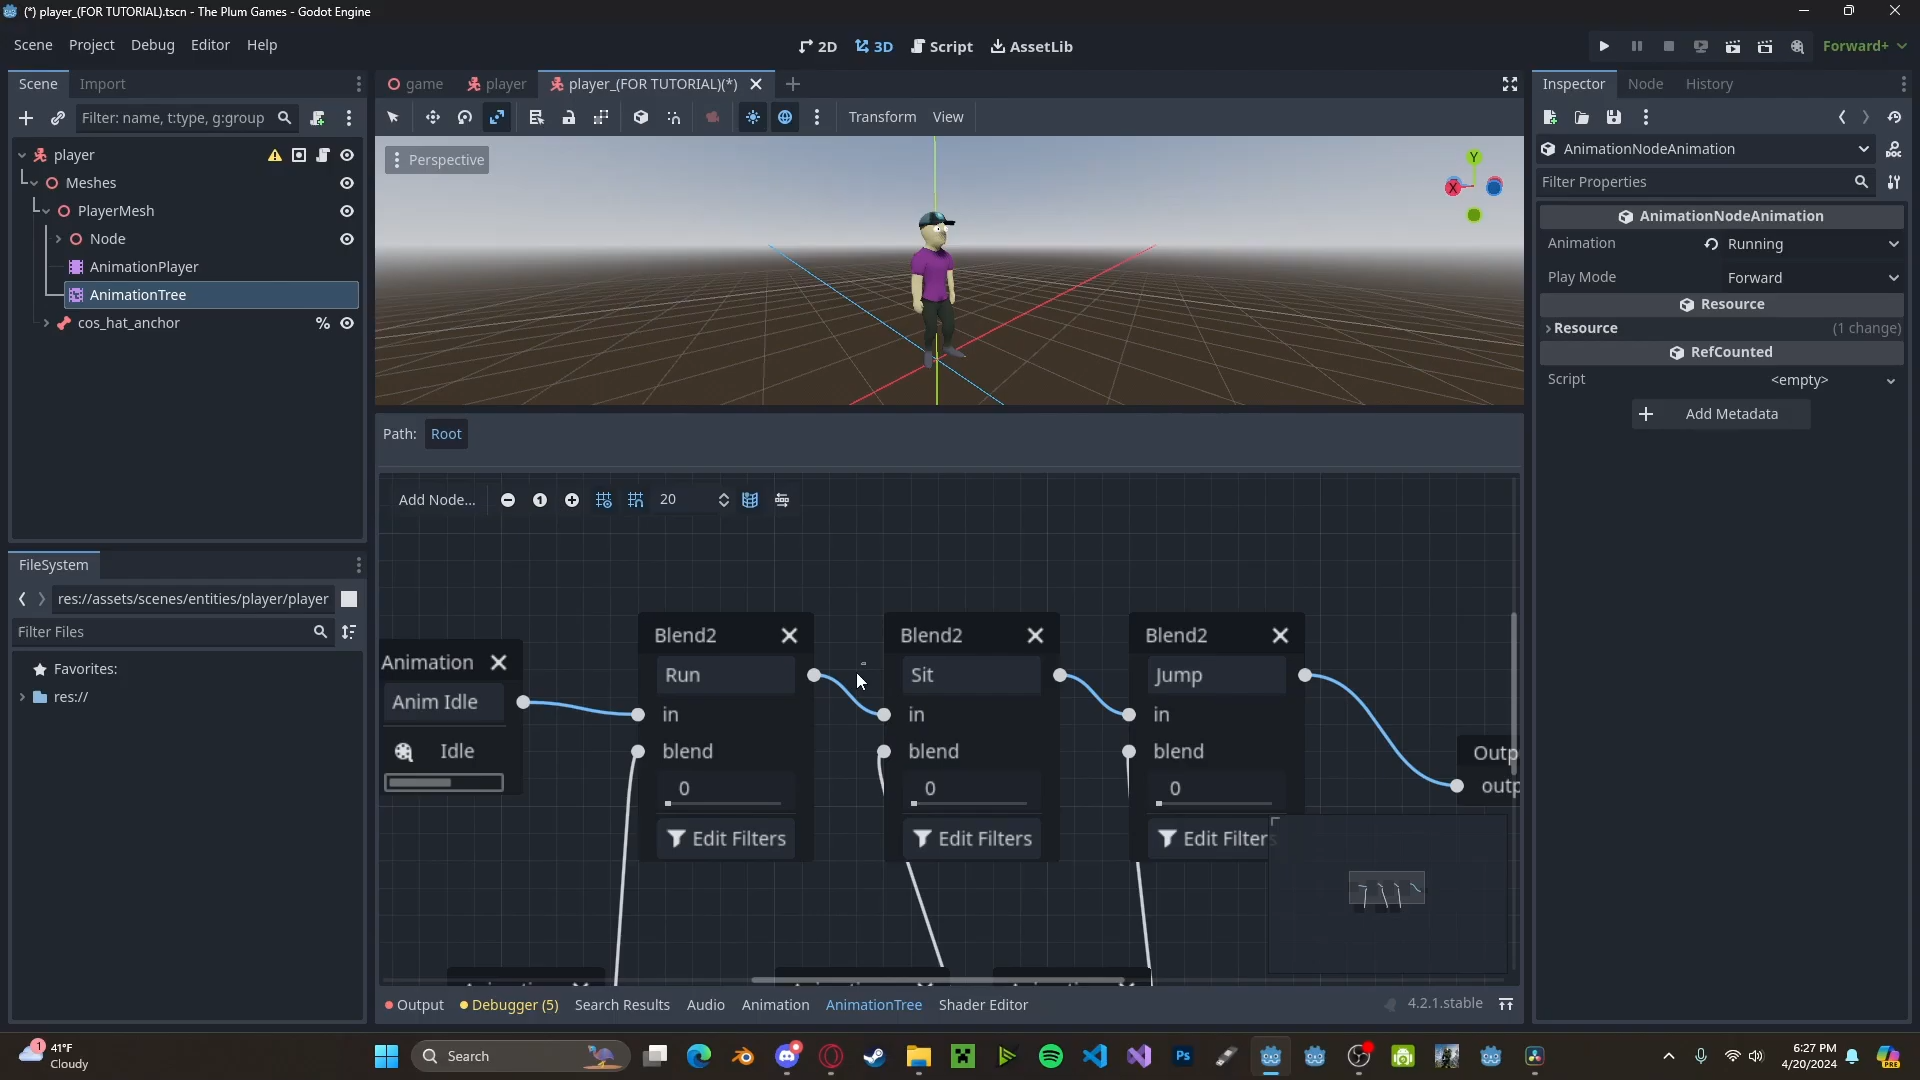 (*) player_(FOR TUTORIAL).tscn - The Plum Games - Godot Engine
Scene Project Debug Editor Help
2D 3D Script AssetLib
Forward+
Scene Import
game player player_(FOR TUTORIAL)(*)
Inspector Node History
Filter: name, t:type, g:group
Transform View
player
Meshes
PlayerMesh
Node
AnimationPlayer
AnimationTree
cos_hat_anchor %
Perspective
Y
X
AnimationNodeAnimation
DOC
Filter Properties
AnimationNodeAnimation
Animation Running
Play Mode Forward
Resource
Resource (1 change)
RefCounted
Script <empty>
Add Metadata
Path: Root
Add Node... 1 20
Animation
Anim Idle
Idle
Blend2
Run
in
blend
0
Edit Filters
Blend2
Sit
in
blend
0
Edit Filters
Blend2
Jump
in
blend
0
Edit Filters
Outp
outp
FileSystem
res://assets/scenes/entities/player/player
Filter Files
Favorites:
res://
Output Debugger (5) Search Results Audio Animation AnimationTree Shader Editor
4.2.1.stable
1
41°F
Cloudy
Search
Ps
6:27 PM
4/20/2024
PRE